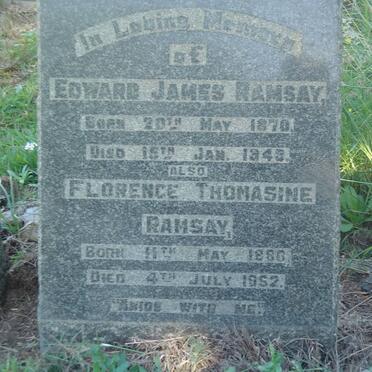 In Loving Memory
of
Edward James Ramsay,
Born 20th May 1870,
Died 15th Jan. 1943.
also
Florence Thomasine
Ramsay,
Born 11th May 1886,
Died 4th July 1952.
"Abide with me."